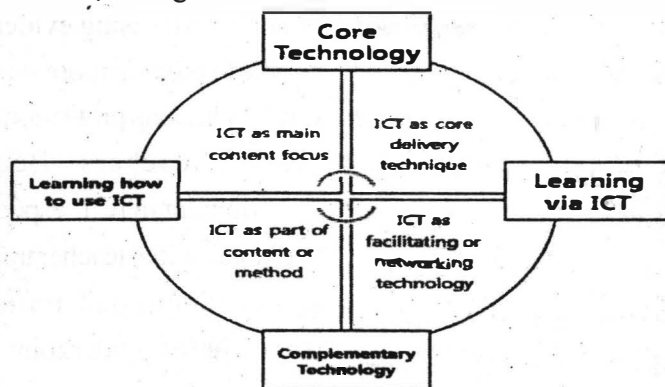 Core
Technology
ICT as main
content focus
ICT as core
delivery
technique
Learning how
to use ICT
Learning
via ICT
ICT as part of
content or
method
ICT as
facilitating or
networking
technology
Complementary
Technology